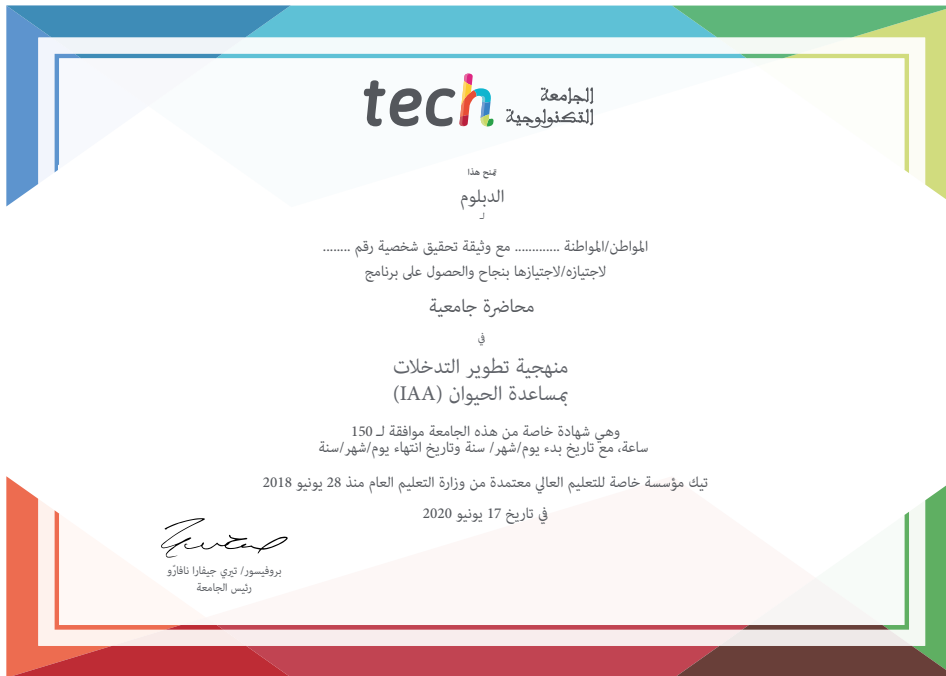 tech الجامعة
التكنولوجية
يمنح هذا
الدبلوم
لـ
المواطن/المواطنة ............ مع وثيقة تحقيق شخصية رقم ........
لاجتيازه/لاجتيازها بنجاح والحصول على برنامج
محاضرة جامعية
في
منهجية تطوير التدخلات
بمساعدة الحيوان (IAA)
وهي شهادة خاصة من هذه الجامعة موافقة لـ 150
ساعة، مع تاريخ بدء يوم/شهر/ سنة وتاريخ انتهاء يوم/شهر/سنة
تيك مؤسسة خاصة للتعليم العالي معتمدة من وزارة التعليم العام منذ 28 يونيو 2018
في تاريخ 17 يونيو 2020
بروفيسور/ تيري جيفارا نافارّو
رئيس الجامعة